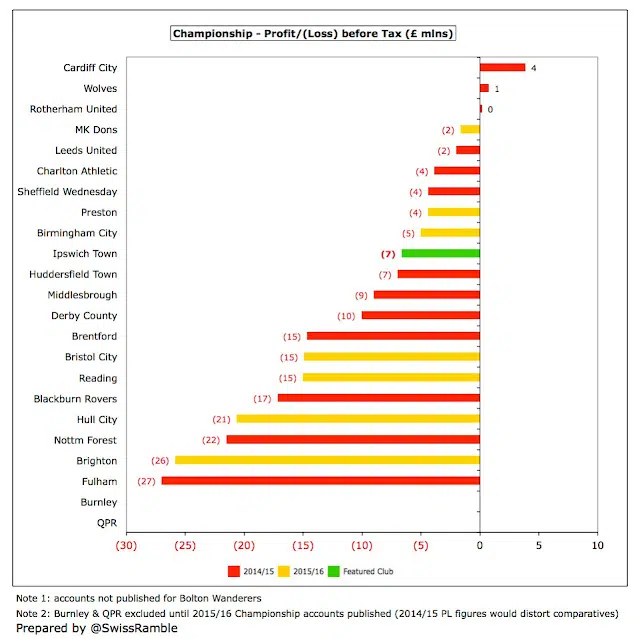 Championship - Profit/(Loss) before Tax (£ mlns)
Cardiff City 4
Wolves 1
Rotherham United 0
MK Dons (2)
Leeds United (2)
Charlton Athletic (4)
Sheffield Wednesday (4)
Preston (4)
Birmingham City (5)
Ipswich Town (7)
Huddersfield Town (7)
Middlesbrough (9)
Derby County (10)
Brentford (15)
Bristol City (15)
Reading (15)
Blackburn Rovers (17)
Hull City (21)
Nottm Forest (22)
Brighton (26)
Fulham (27)
Burnley
QPR
(30) (25) (20) (15) (10) (5) 0 5 10
2014/15 2015/16 Featured Club
Note 1: accounts not published for Bolton Wanderers
Note 2: Burnley & QPR excluded until 2015/16 Championship accounts published (2014/15 PL figures would distort comparatives)
Prepared by @SwissRamble